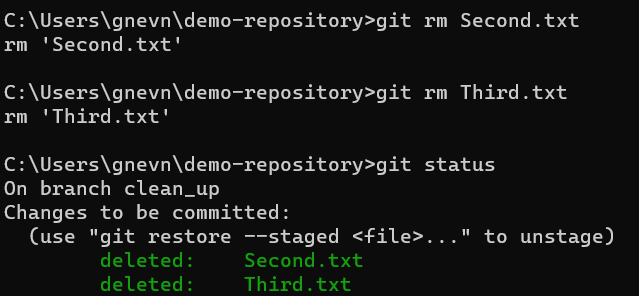 C:\Users\gnevn\demo-repository>git rm Second.txt
rm 'Second.txt'
C:\Users\gnevn\demo-repository>git rm Third.txt
rm 'Third.txt'
C:\Users\gnevn\demo-repository>git status
On branch clean_up
Changes to be committed:
  (use "git restore --staged <file>..." to unstage)
        deleted:    Second.txt
        deleted:    Third.txt